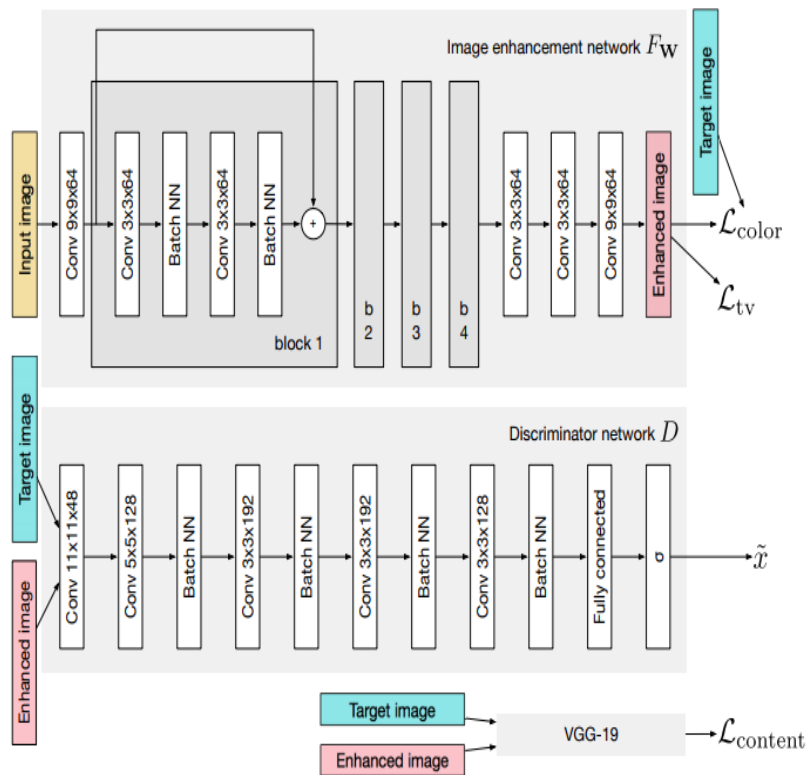 Image enhancement network F_W
Target image
Input image
Conv 9x9x64
Conv 3x3x64
Batch NN
Conv 3x3x64
Batch NN
+
block 1
b
2
b
3
b
4
Conv 3x3x64
Conv 3x3x64
Conv 9x9x64
Enhanced image
ℒ_color
ℒ_tv
Discriminator network D
Target image
Enhanced image
Conv 11x11x48
Conv 5x5x128
Batch NN
Conv 3x3x192
Batch NN
Conv 3x3x192
Batch NN
Conv 3x3x128
Batch NN
Fully connected
σ
x̃
Target image
Enhanced image
VGG-19
ℒ_content